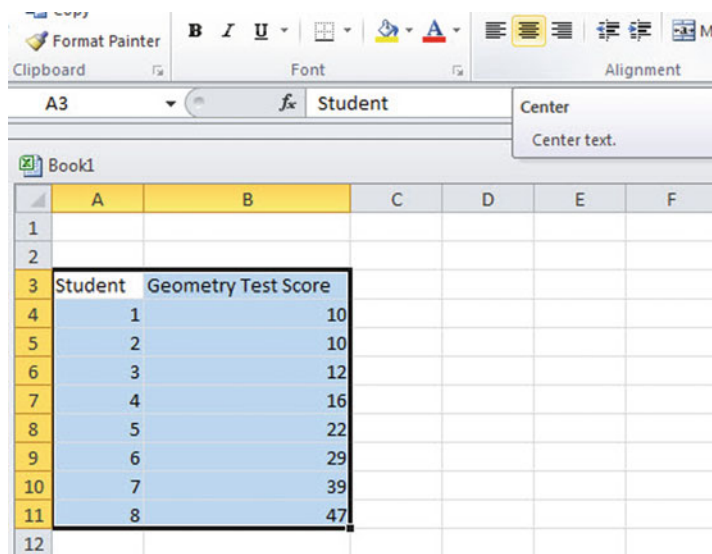 Copy
Format Painter
B I U A
Clipboard Font Alignment
A3 fx Student
Center
Center text.
Book1
A B C D E F
1
2
3 Student Geometry Test Score
4 1 10
5 2 10
6 3 12
7 4 16
8 5 22
9 6 29
10 7 39
11 8 47
12